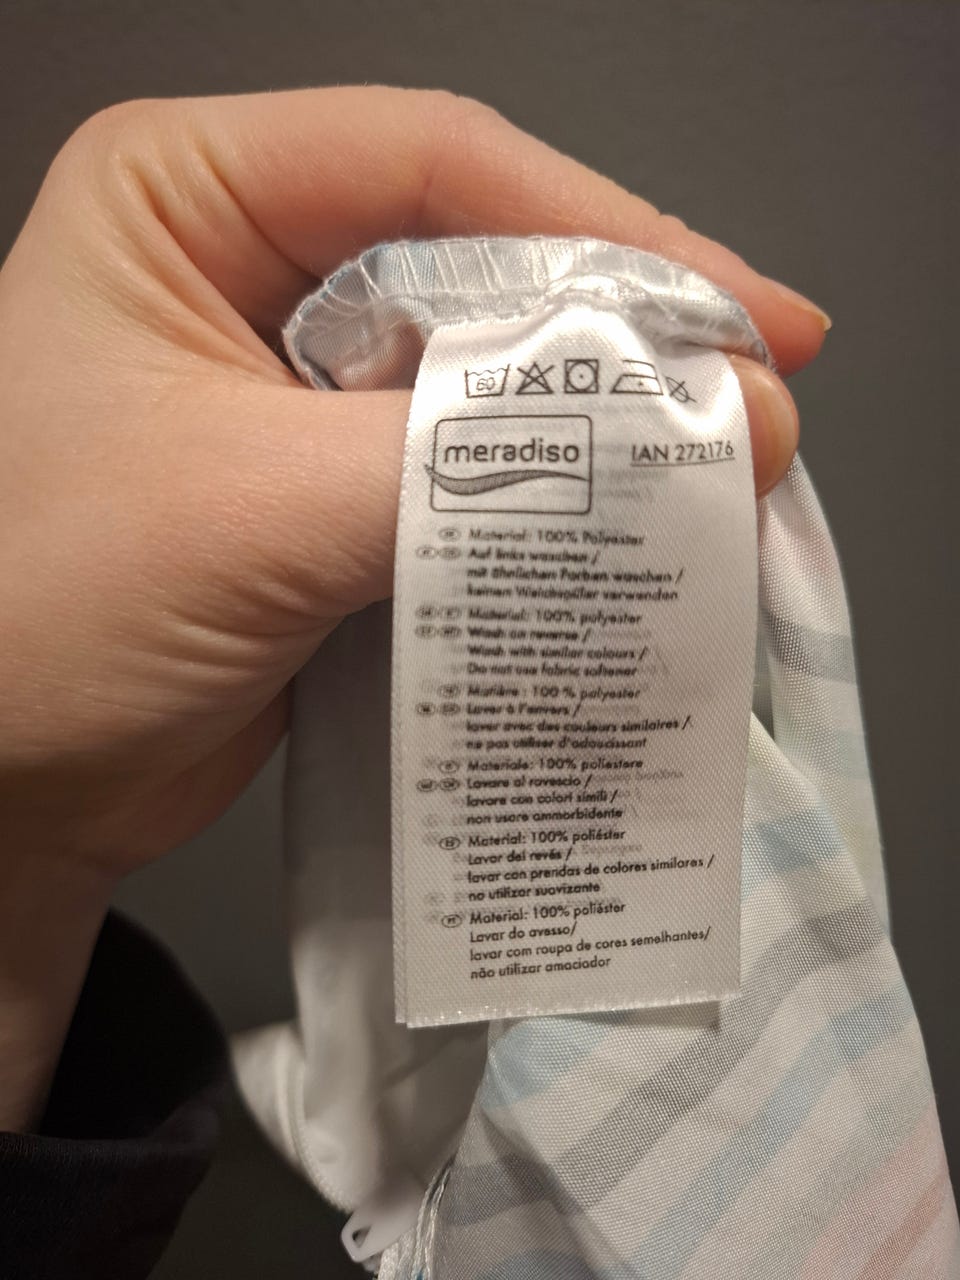 60
meradiso
IAN 272176
Material: 100% Polyester
Auf links waschen /
mit ähnlichen Farben waschen /
keinen Weichspüler verwenden
Material: 100% polyester
Wash on reverse /
Wash with similar colours /
Do not use fabric softener
Matière : 100 % polyester
Laver à l'envers /
laver avec des couleurs similaires /
ne pas utiliser d'adoucissant
Materiale: 100% poliestere
Lavare al rovescio /
lavare con colori simili /
non usare ammorbidente
ES Material: 100% poliéster
Lavar del revés /
lavar con prendas de colores similares /
no utilizar suavizante
PT Material: 100% poliéster
Lavar do avesso/
lavar com roupa de cores semelhantes/
não utilizar amaciador